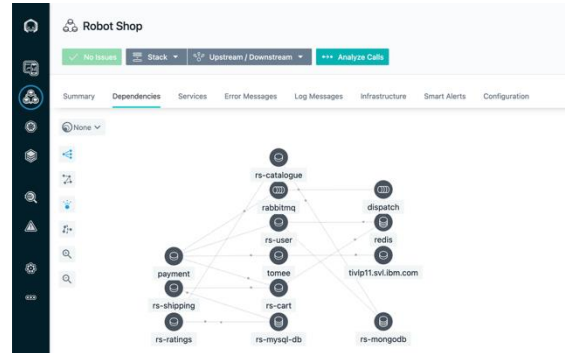 Robot Shop
No Issues Stack Upstream / Downstream Analyze Calls
Summary Dependencies Services Error Messages Log Messages Infrastructure Smart Alerts Configuration
None
rs-catalogue
rabbitmq dispatch
rs-user redis
payment tomee tivlp11.svl.ibm.com
rs-shipping rs-cart
rs-ratings rs-mysql-db rs-mongodb